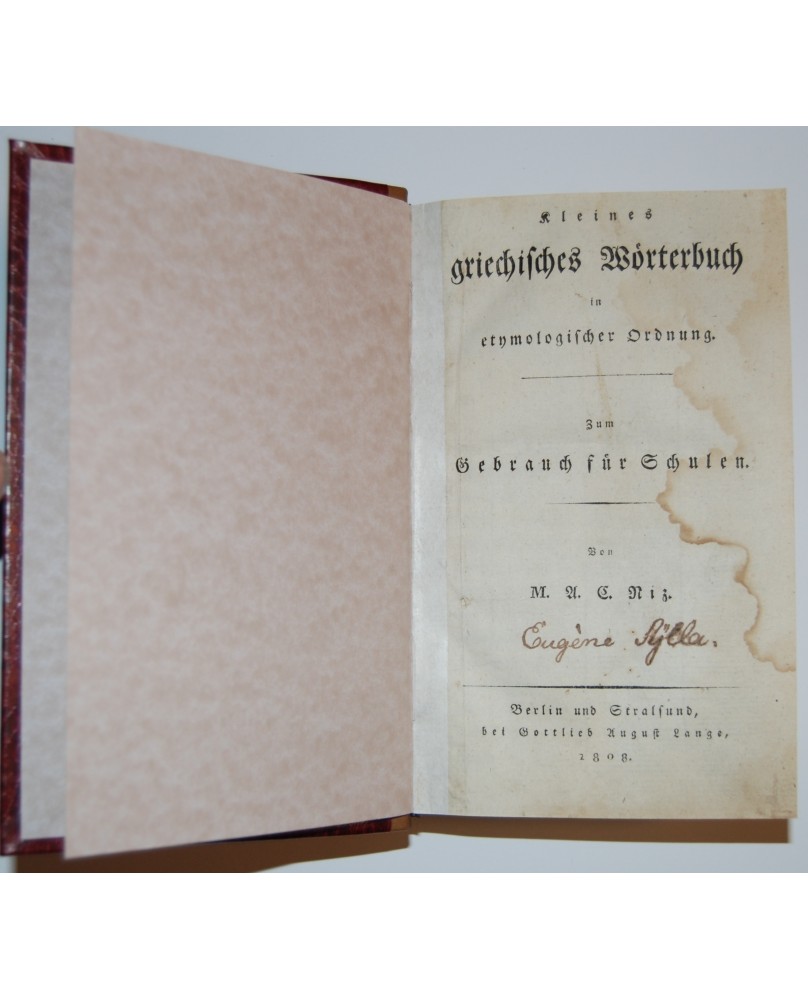 Kleines
griechiſches Wörterbuch
in
etymologiſcher Ordnung.
Zum
Gebrauch für Schulen.
Von
M. A. C. Niz.
Eugène
Berlin und Stralſund,
bei Gottlieb Auguſt Lange,
1808.